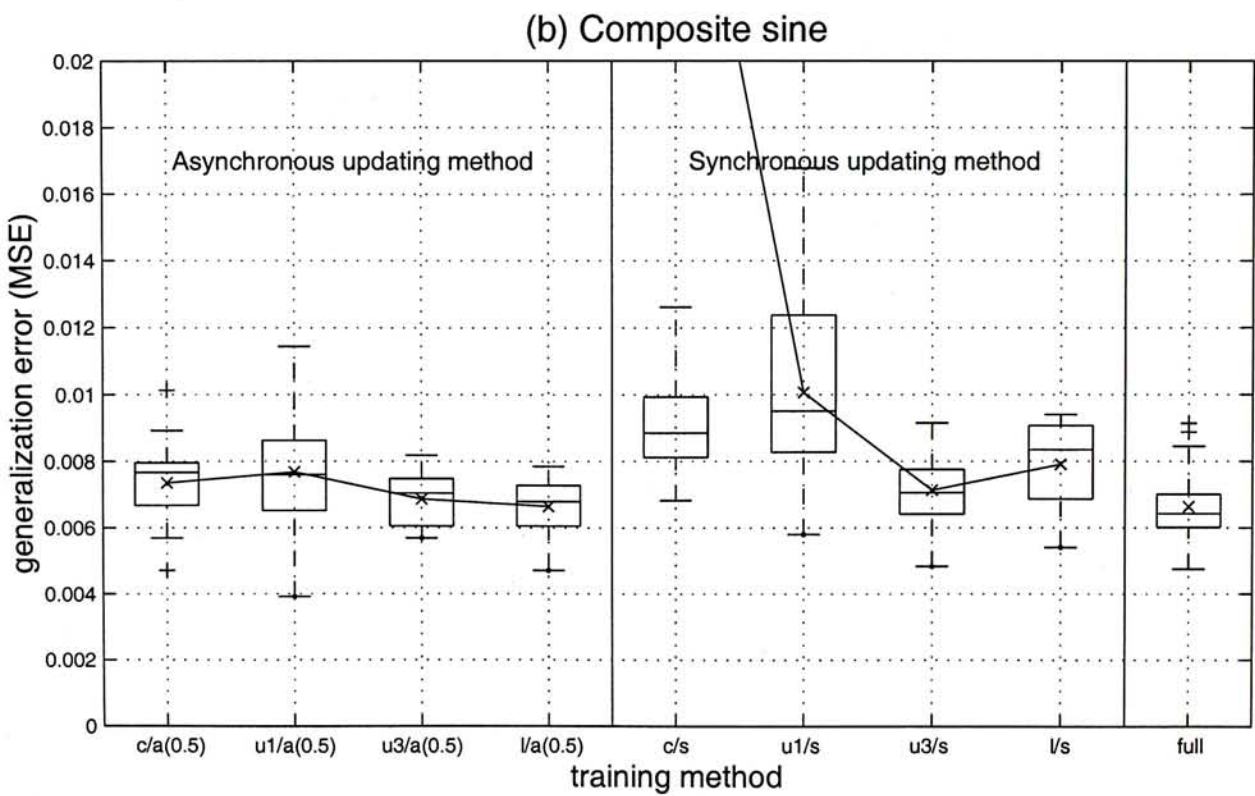 (b) Composite sine
0.02
0.018
0.016
0.014
0.012
0.01
0.008
0.006
0.004
0.002
0
generalization error (MSE)
Asynchronous updating method
Synchronous updating method
c/a(0.5) u1/a(0.5) u3/a(0.5) l/a(0.5) c/s u1/s u3/s l/s full
training method